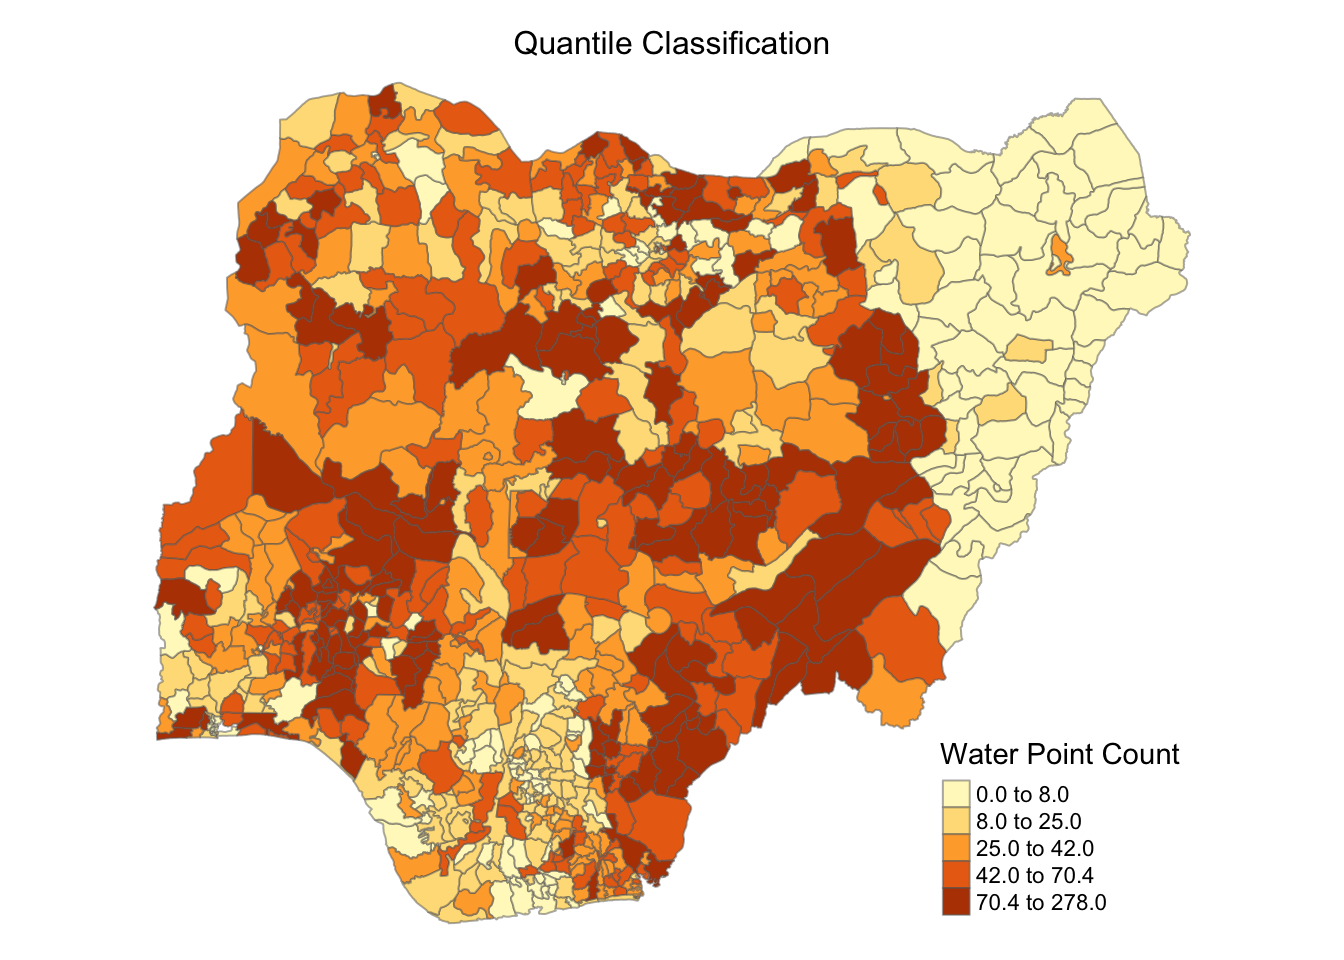 Quantile Classification
Water Point Count
0.0 to 8.0
8.0 to 25.0
25.0 to 42.0
42.0 to 70.4
70.4 to 278.0